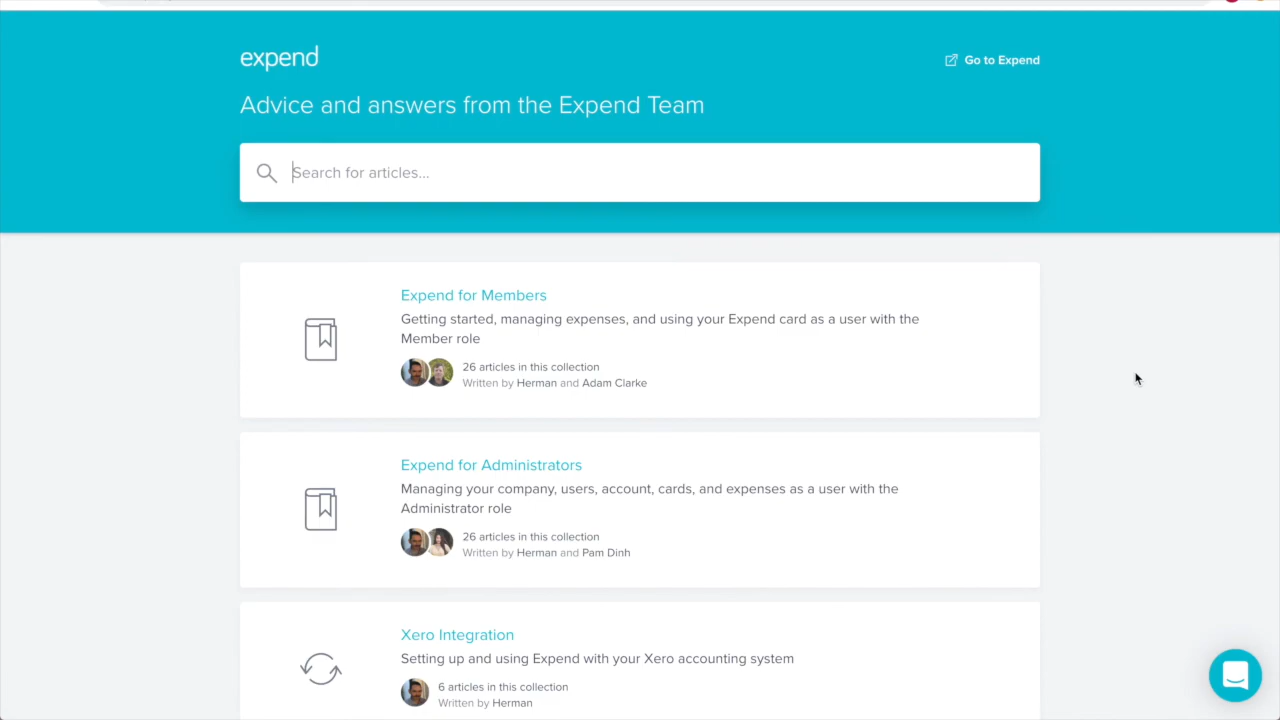 expend
Go to Expend
Advice and answers from the Expend Team
Search for articles...
Expend for Members
Getting started, managing expenses, and using your Expend card as a user with the
Member role
26 articles in this collection
Written by Herman and Adam Clarke
Expend for Administrators
Managing your company, users, account, cards, and expenses as a user with the
Administrator role
26 articles in this collection
Written by Herman and Pam Dinh
Xero Integration
Setting up and using Expend with your Xero accounting system
6 articles in this collection
Written by Herman